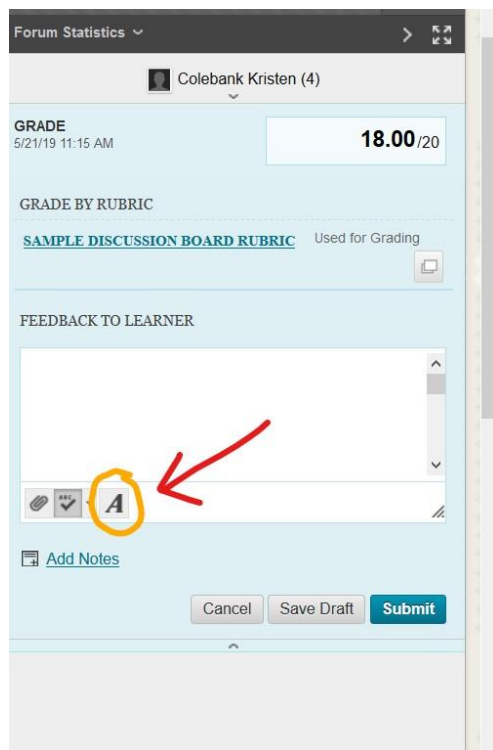 Forum Statistics
Colebank Kristen (4)
GRADE
5/21/19 11:15 AM
18.00/20
GRADE BY RUBRIC
SAMPLE DISCUSSION BOARD RUBRIC Used for Grading
FEEDBACK TO LEARNER
ABC A
Add Notes
Cancel Save Draft Submit